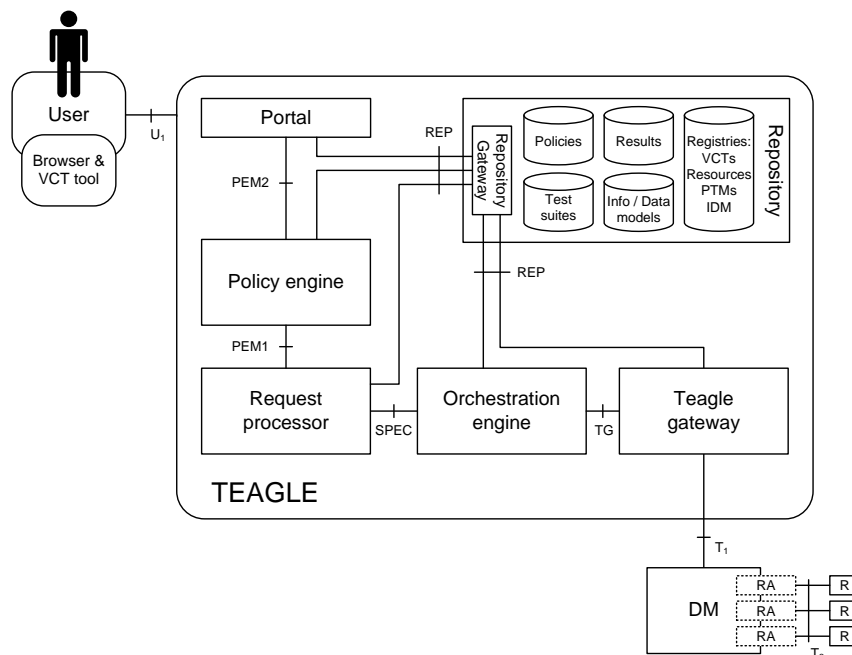 User
Browser &
VCT tool
U1
Portal
REP
Repository
Gateway
Policies
Results
Registries:
VCTs
Resources
PTMs
IDM
Test
suites
Info / Data
models
Repository
PEM2
Policy engine
REP
PEM1
Request
processor
SPEC
Orchestration
engine
TG
Teagle
gateway
TEAGLE
T1
DM
RA
R
RA
R
RA
R